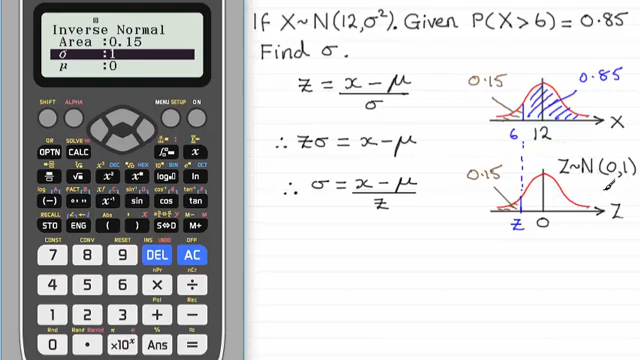 Inverse Normal
Area :0.15
σ :1
μ :0
SHIFT ALPHA MENU SETUP ON
OPTN CALC x
x² log□ ln
(−) °'" x⁻¹ sin cos tan
STO ENG ( ) S⇔D M+
7 8 9 DEL AC
4 5 6 × ÷
1 2 3 + −
0 • ×10ˣ Ans =
If X~N(12,σ²). Given P(X>6) = 0.85
Find σ.
z = x − μ / σ
∴ zσ = x − μ
∴ σ = x − μ / z
0.15 0.85
6 12 X
Z~N(0,1)
0.15
z 0 Z